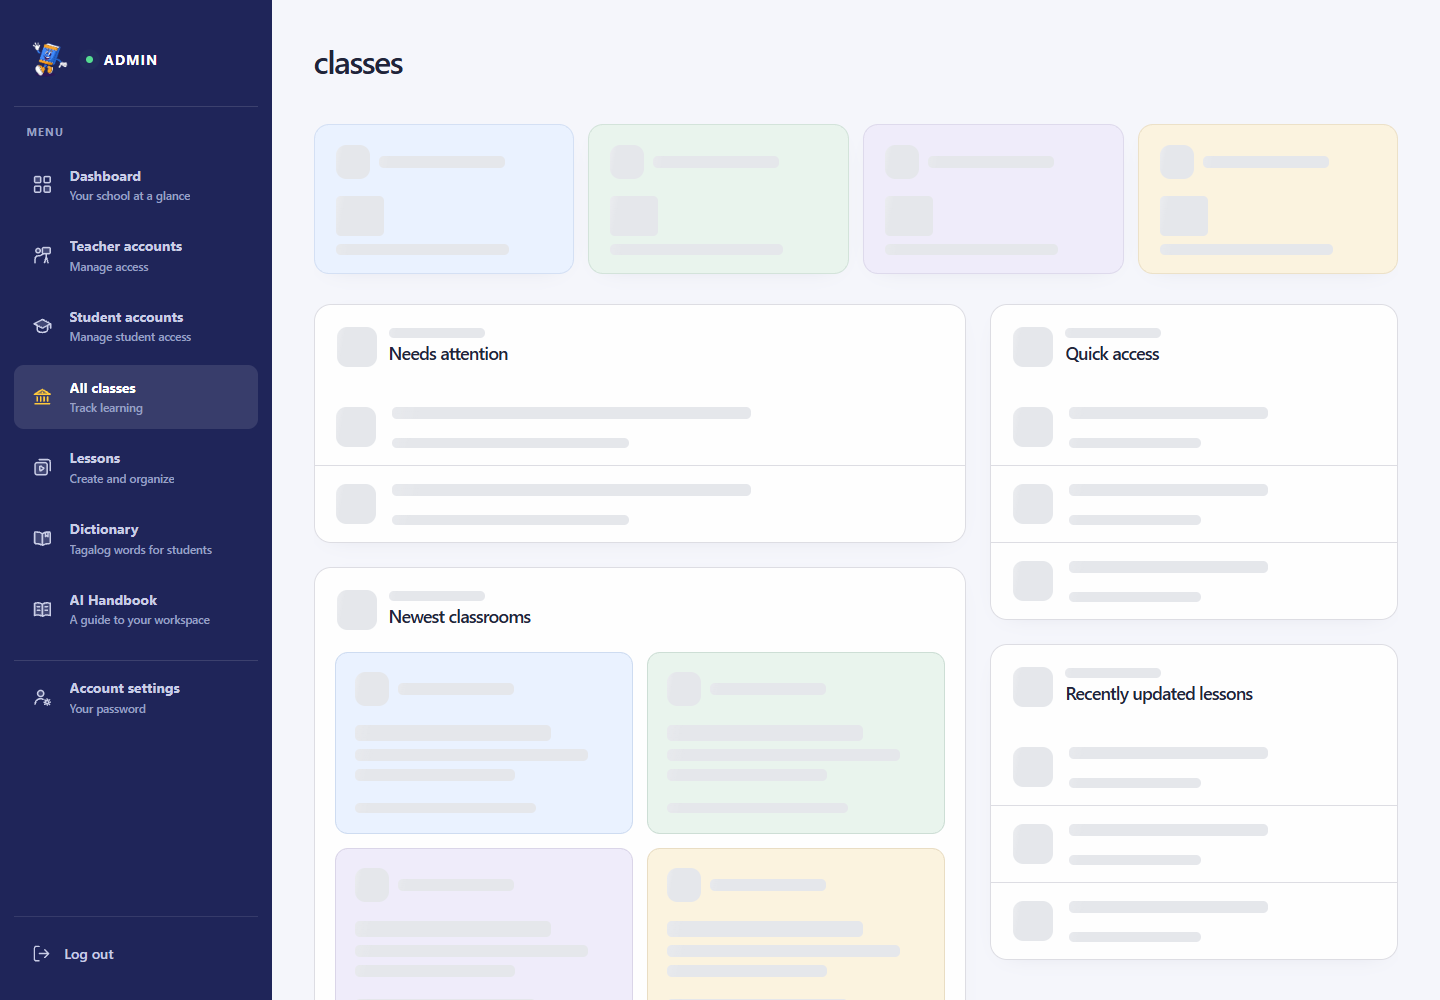 ADMIN
MENU
Dashboard
Your school at a glance
Teacher accounts
Manage access
Student accounts
Manage student access
All classes
Track learning
Lessons
Create and organize
Dictionary
Tagalog words for students
AI Handbook
A guide to your workspace
Account settings
Your password
Log out
classes
Needs attention
Quick access
Newest classrooms
Recently updated lessons